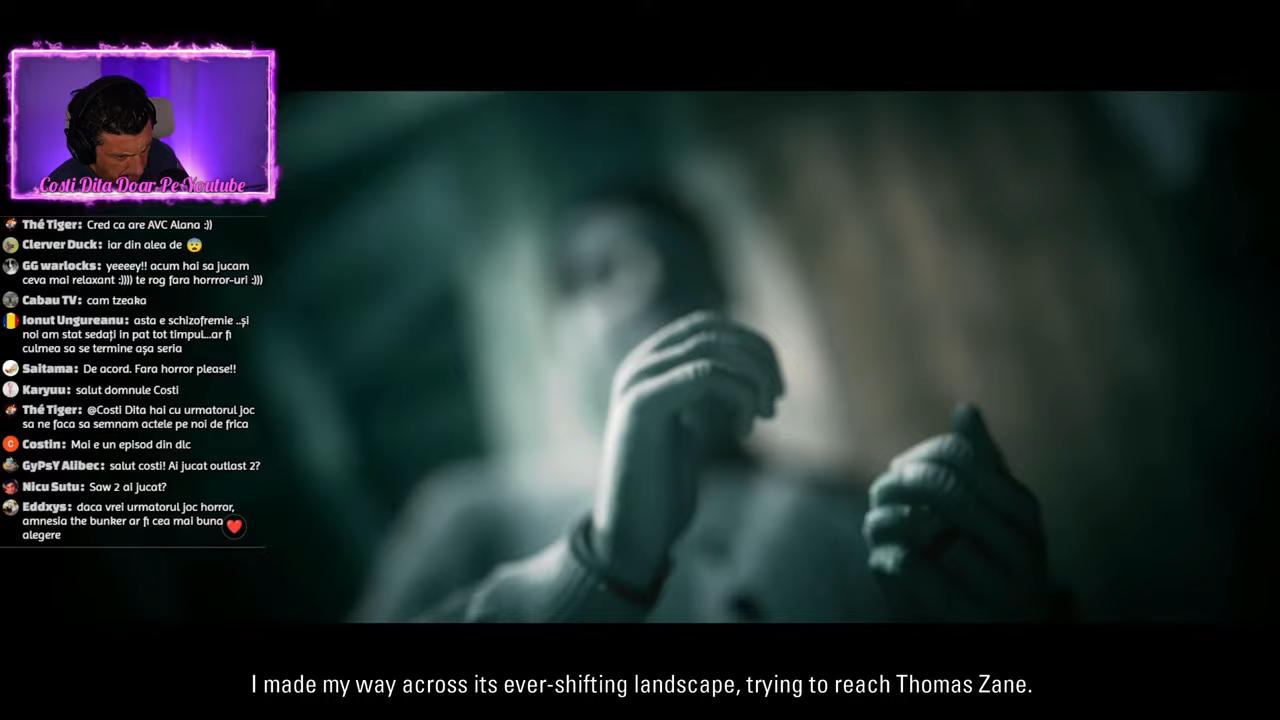 Costi Dita Doar Pe Youtube
Thé Tiger: Cred ca are AVC Alana :))
Clerver Duck: iar din alea de 😨
GG warlocks: yeeeey!! acum hai sa jucam
ceva mai relaxant :)))) te rog fara horrror-uri :)))
Cabau TV: cam tzeaka
Ionut Ungureanu: asta e schizofremie ..și
noi am stat sedați in pat tot timpul...ar fi
culmea sa se termine așa seria
Saitama: De acord. Fara horror please!!
Karyuu: salut domnule Costi
Thé Tiger: @Costi Dita hai cu urmatorul joc
sa ne faca sa semnam actele pe noi de frica
Costin: Mai e un episod din dlc
GyPsY Alibec: salut costi! Ai jucat outlast 2?
Nicu Sutu: Saw 2 ai jucat?
Eddxys: daca vrei urmatorul joc horror,
amnesia the bunker ar fi cea mai buna
alegere
I made my way across its ever-shifting landscape, trying to reach Thomas Zane.